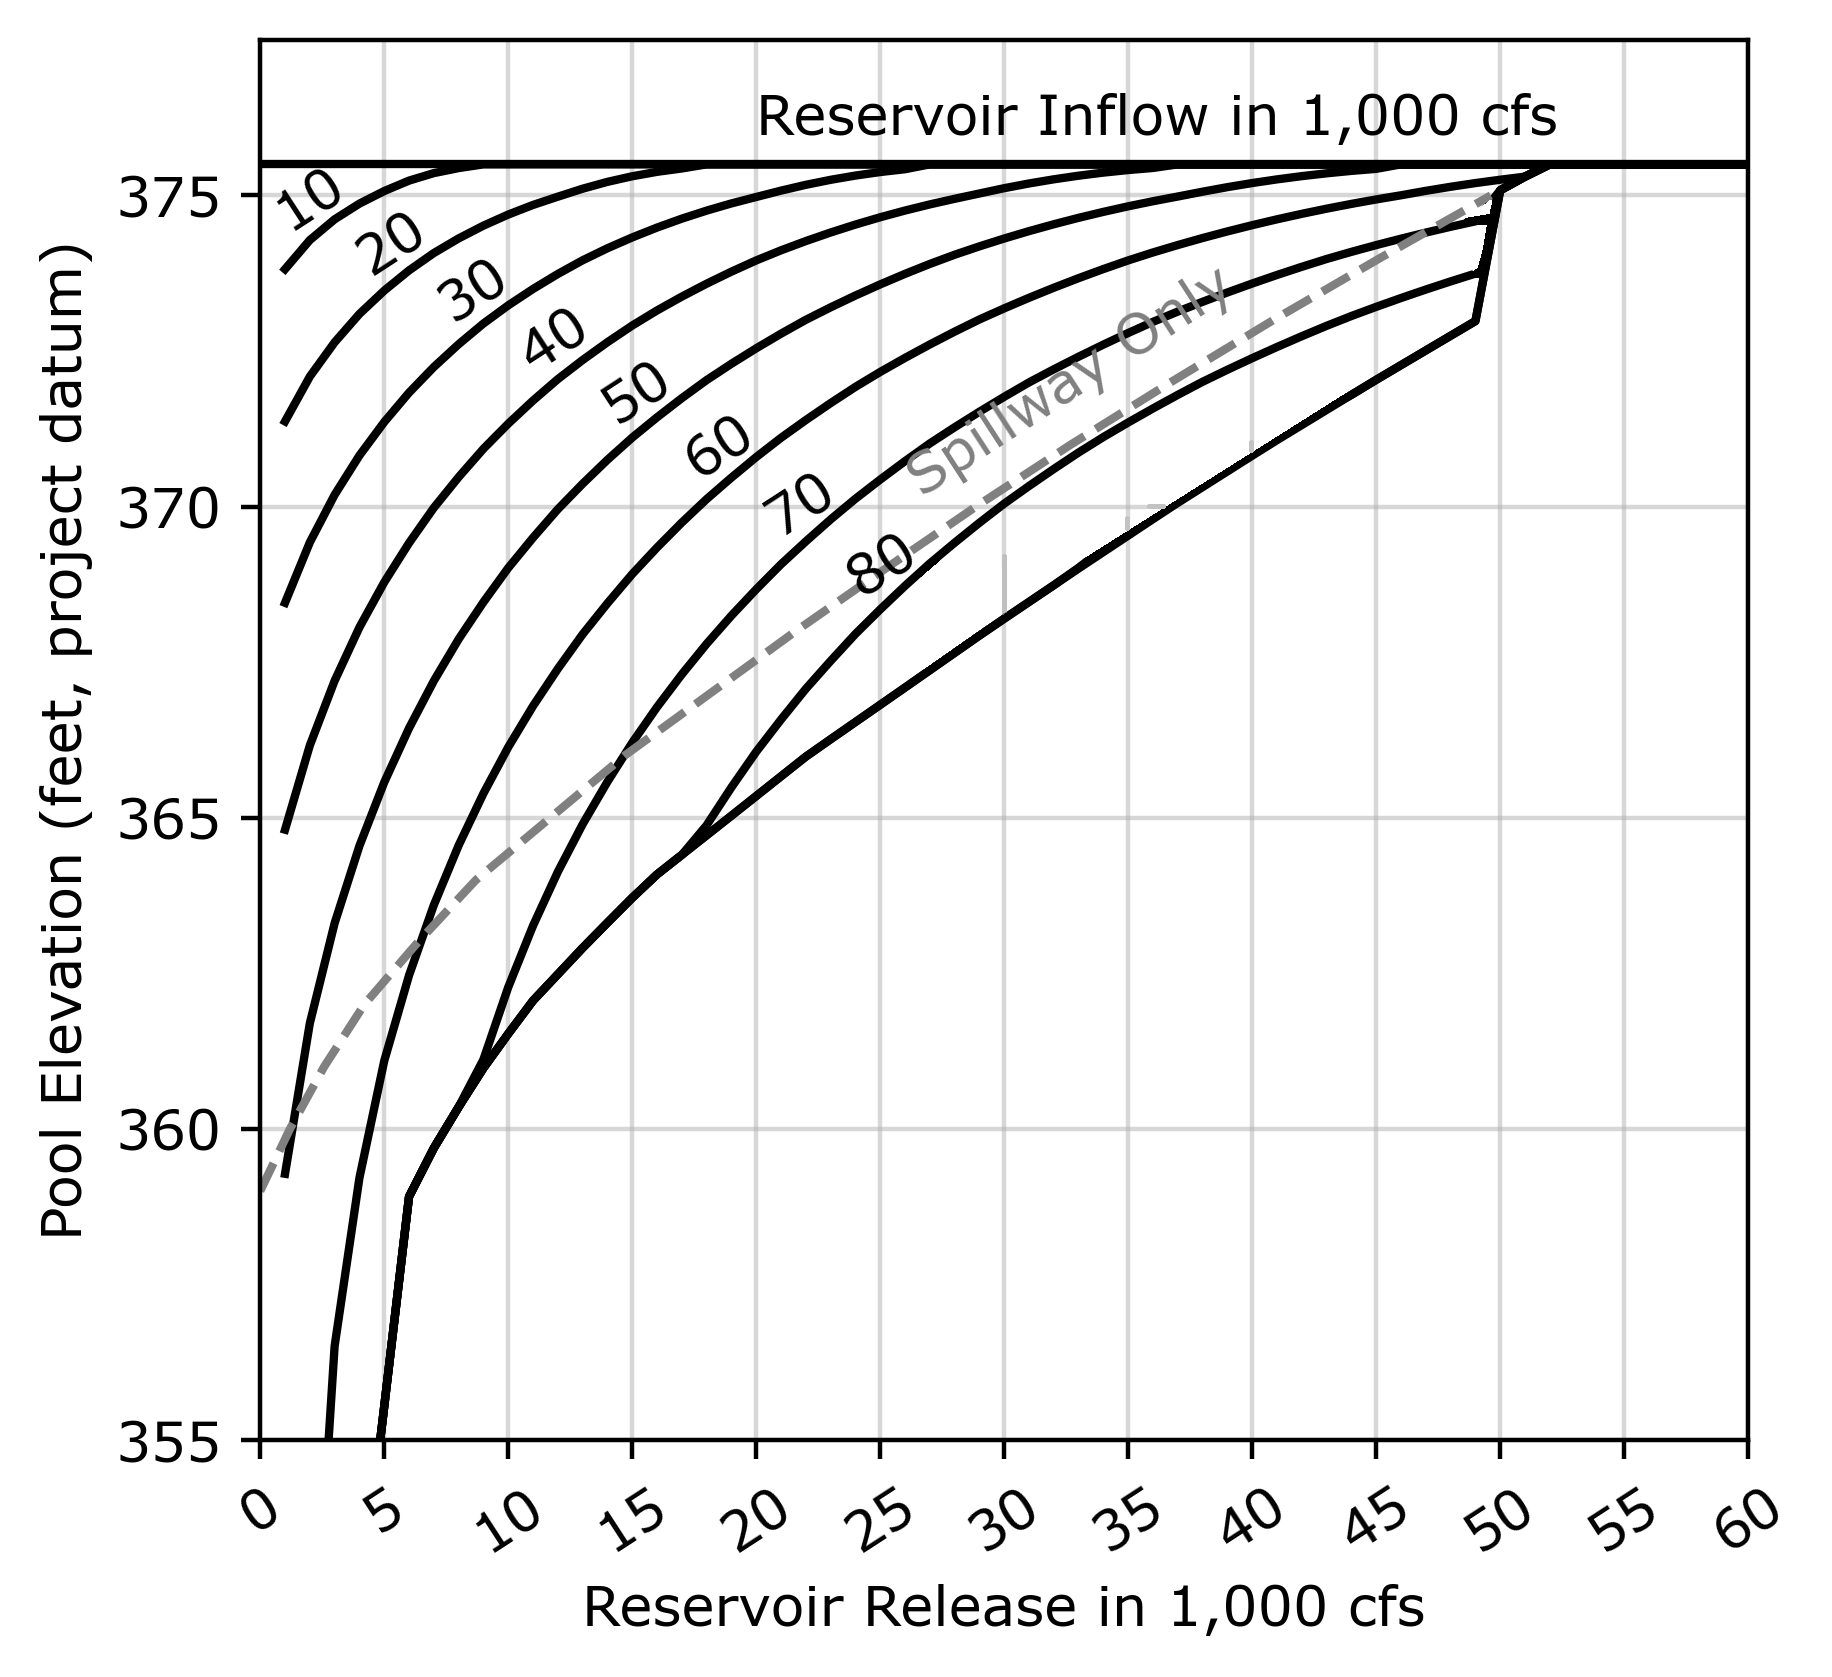 Reservoir Inflow in 1,000 cfs
375
370
365
360
355
Pool Elevation (feet, project datum)
10
20
30
40
50
60
70
80
Spillway Only
0 5 10 15 20 25 30 35 40 45 50 55 60
Reservoir Release in 1,000 cfs